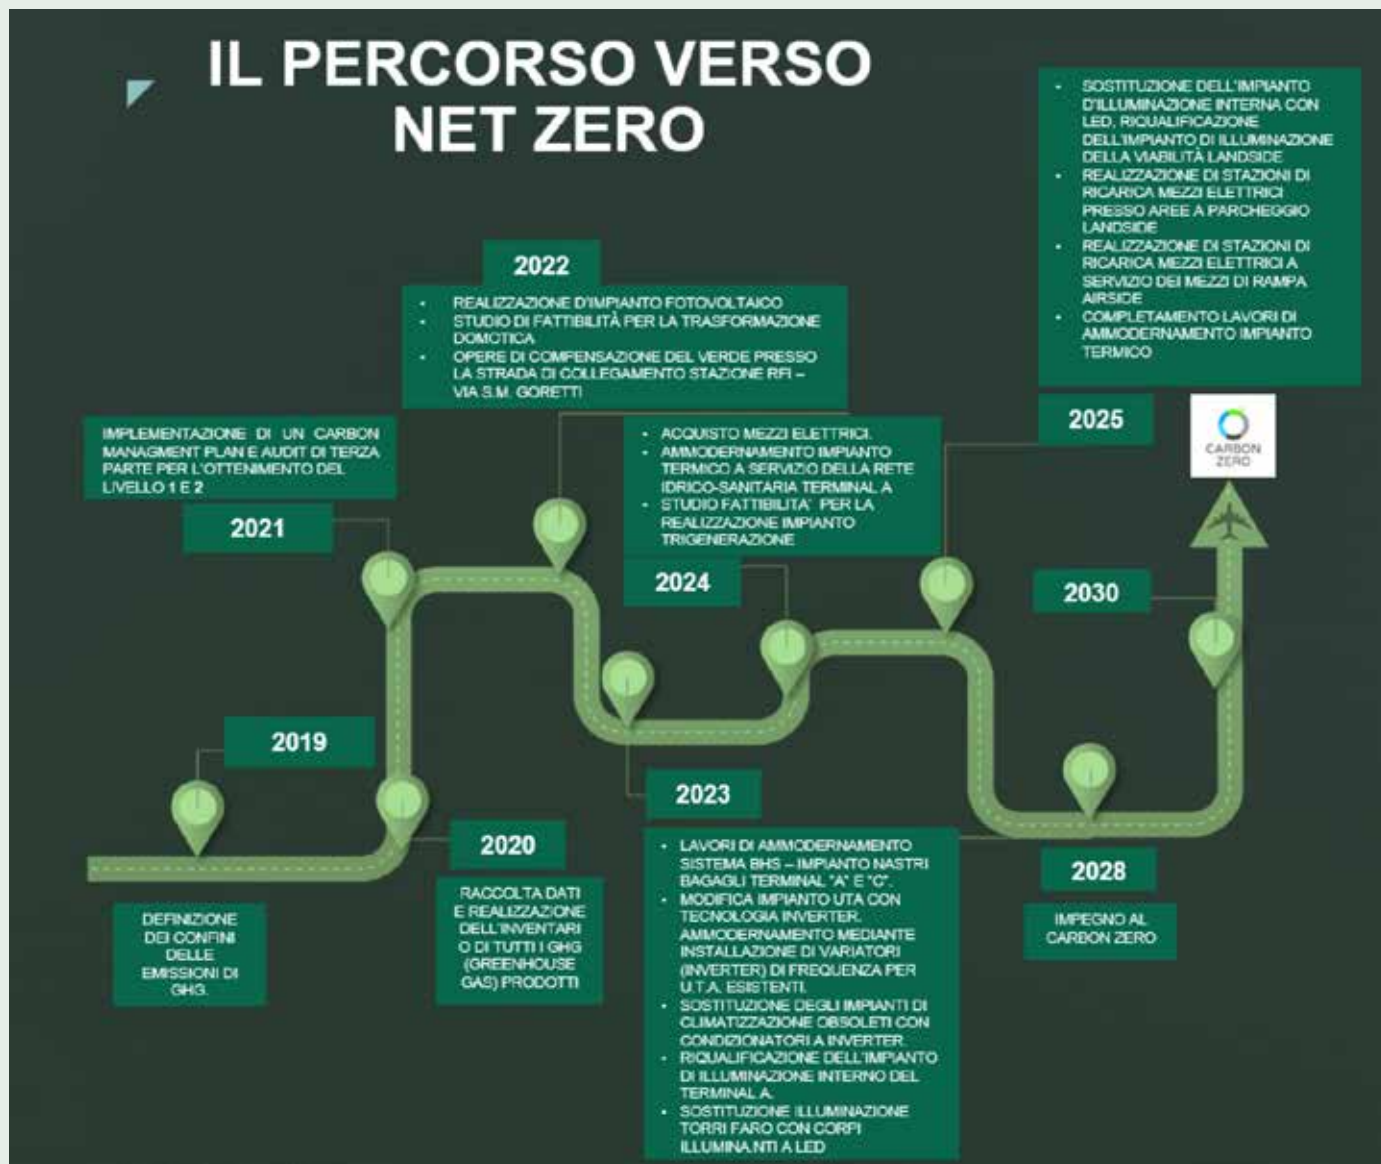 IL PERCORSO VERSO
NET ZERO
2019
DEFINIZIONE
DEI CONFINI
DELLE
EMISSIONI DI
GHG.
2020
RACCOLTA DATI
E REALIZZAZIONE
DELL'INVENTARI
O DI TUTTI I GHG
(GREENHOUSE
GAS) PRODOTTI
IMPLEMENTAZIONE DI UN CARBON
MANAGMENT PLAN E AUDIT DI TERZA
PARTE PER L'OTTENIMENTO DEL
LIVELLO 1 E 2
2021
2022
• REALIZZAZIONE D'IMPIANTO FOTOVOLTAICO
• STUDIO DI FATTIBILITÀ PER LA TRASFORMAZIONE
DOMOTICA
• OPERE DI COMPENSAZIONE DEL VERDE PRESSO
LA STRADA DI COLLEGAMENTO STAZIONE RFI –
VIA S.M. GORETTI
2023
• LAVORI DI AMMODERNAMENTO
SISTEMA BHS – IMPIANTO NASTRI
BAGAGLI TERMINAL "A" E "C".
• MODIFICA IMPIANTO UTA CON
TECNOLOGIA INVERTER.
AMMODERNAMENTO MEDIANTE
INSTALLAZIONE DI VARIATORI
(INVERTER) DI FREQUENZA PER
U.T.A. ESISTENTI.
• SOSTITUZIONE DEGLI IMPIANTI DI
CLIMATIZZAZIONE OBSOLETI CON
CONDIZIONATORI A INVERTER.
• RIQUALIFICAZIONE DELL'IMPIANTO
DI ILLUMINAZIONE INTERNO DEL
TERMINAL A.
• SOSTITUZIONE ILLUMINAZIONE
TORRI FARO CON CORPI
ILLUMINANTI A LED
• ACQUISTO MEZZI ELETTRICI.
• AMMODERNAMENTO IMPIANTO
TERMICO A SERVIZIO DELLA RETE
IDRICO-SANITARIA TERMINAL A
• STUDIO FATTIBILITA' PER LA
REALIZZAZIONE IMPIANTO
TRIGENERAZIONE
2024
• SOSTITUZIONE DELL'IMPIANTO
D'ILLUMINAZIONE INTERNA CON
LED, RIQUALIFICAZIONE
DELL'IMPIANTO DI ILLUMINAZIONE
DELLA VIABILITÀ LANDSIDE
• REALIZZAZIONE DI STAZIONI DI
RICARICA MEZZI ELETTRICI
PRESSO AREE A PARCHEGGIO
LANDSIDE
• REALIZZAZIONE DI STAZIONI DI
RICARICA MEZZI ELETTRICI A
SERVIZIO DEI MEZZI DI RAMPA
AIRSIDE
• COMPLETAMENTO LAVORI DI
AMMODERNAMENTO IMPIANTO
TERMICO
2025
2028
IMPEGNO AL
CARBON ZERO
2030
CARBON
ZERO